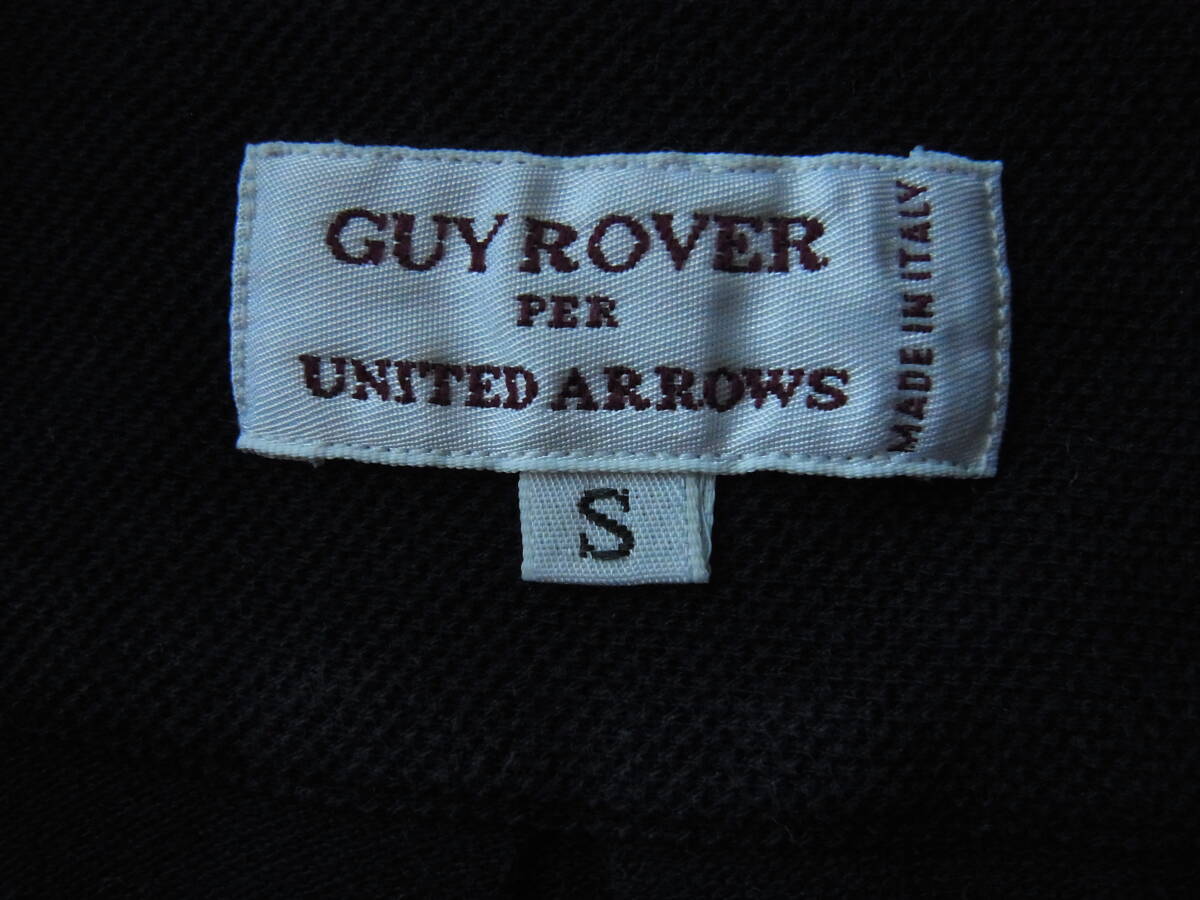 GUY ROVER
PER
UNITED ARROWS
MADE IN ITALY
S